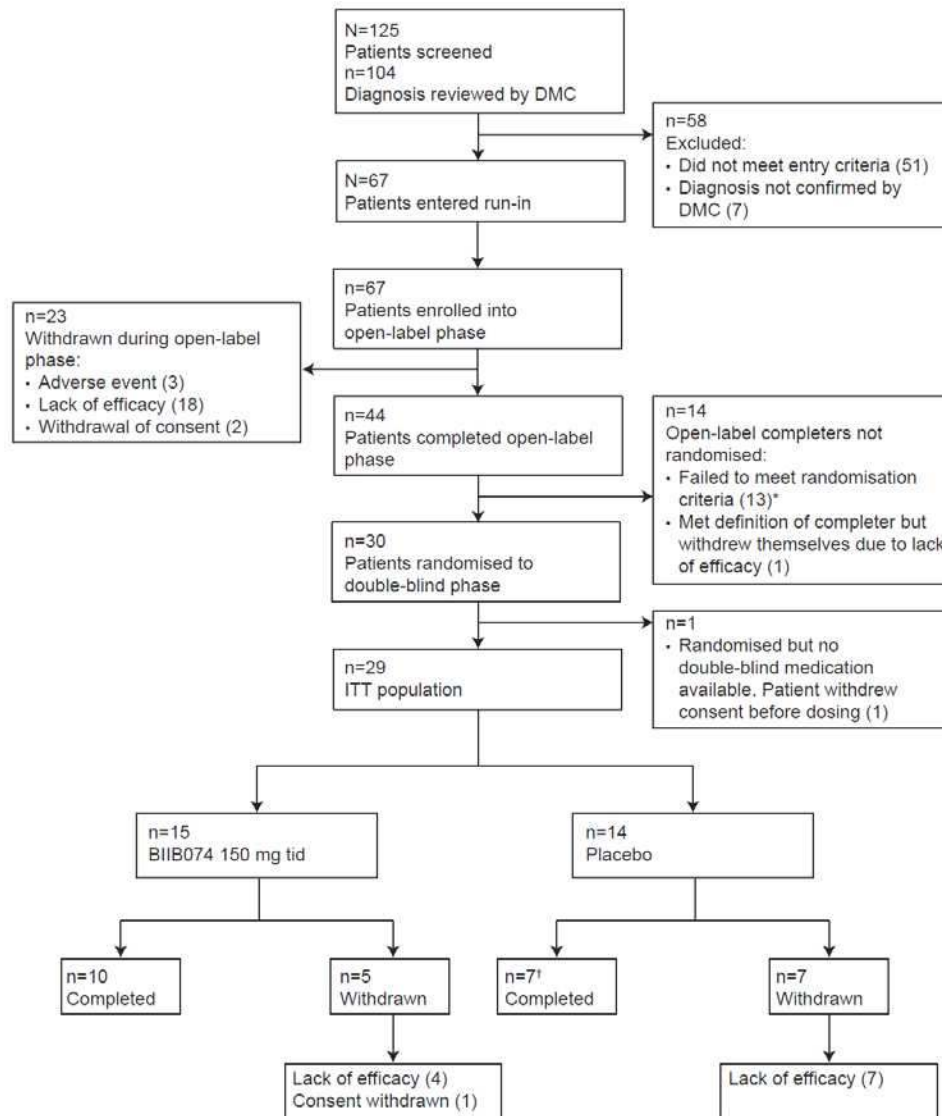 N=125
Patients screened
n=104
Diagnosis reviewed by DMC
n=58
Excluded:
• Did not meet entry criteria (51)
• Diagnosis not confirmed by
DMC (7)
N=67
Patients entered run-in
n=67
Patients enrolled into
open-label phase
n=23
Withdrawn during open-label
phase:
• Adverse event (3)
• Lack of efficacy (18)
• Withdrawal of consent (2)
n=44
Patients completed open-label
phase
n=14
Open-label completers not
randomised:
• Failed to meet randomisation
criteria (13)*
• Met definition of completer but
withdrew themselves due to lack
of efficacy (1)
n=30
Patients randomised to
double-blind phase
n=1
• Randomised but no
double-blind medication
available. Patient withdrew
consent before dosing (1)
n=29
ITT population
n=15
BIIB074 150 mg tid
n=14
Placebo
n=10
Completed
n=5
Withdrawn
n=7†
Completed
n=7
Withdrawn
Lack of efficacy (4)
Consent withdrawn (1)
Lack of efficacy (7)